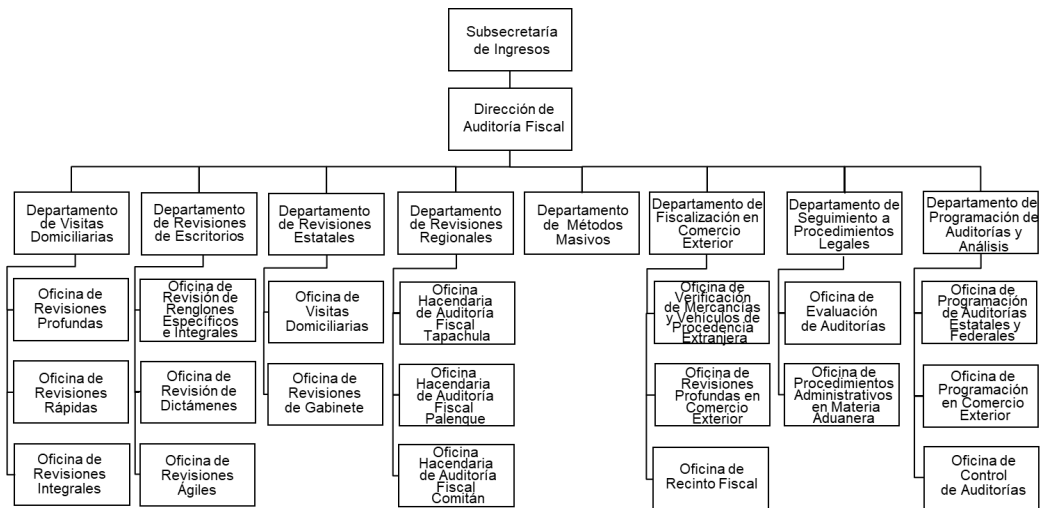 Subsecretaría
de Ingresos
Dirección de
Auditoría Fiscal
Departamento
de Visitas
Domiciliarias
Departamento
de Revisiones
de Escritorios
Departamento
de Revisiones
Estatales
Departamento
de Revisiones
Regionales
Departamento
de Métodos
Masivos
Departamento de
Fiscalización en
Comercio
Exterior
Departamento de
Seguimiento a
Procedimientos
Legales
Departamento de
Programación de
Auditorías y
Análisis
Oficina de
Revisiones
Profundas
Oficina de
Revisión de
Renglones
Específicos
e Integrales
Oficina de
Visitas
Domiciliarias
Oficina
Hacendaria
de Auditoría
Fiscal
Tapachula
Oficina de
Verificación
de Mercancías
y Vehículos de
Procedencia
Extranjera
Oficina de
Evaluación
de Auditorías
Oficina de
Programación
de Auditorías
Estatales y
Federales
Oficina de
Revisiones
Rápidas
Oficina de
Revisión de
Dictámenes
Oficina de
Revisiones
de Gabinete
Oficina
Hacendaria
de Auditoría
Fiscal
Palenque
Oficina de
Revisiones
Profundas en
Comercio
Exterior
Oficina de
Procedimientos
Administrativos
en Materia
Aduanera
Oficina de
Programación
en Comercio
Exterior
Oficina de
Revisiones
Integrales
Oficina de
Revisiones
Ágiles
Oficina
Hacendaria
de Auditoría
Fiscal
Comitán
Oficina de
Recinto Fiscal
Oficina de
Control
de Auditorías